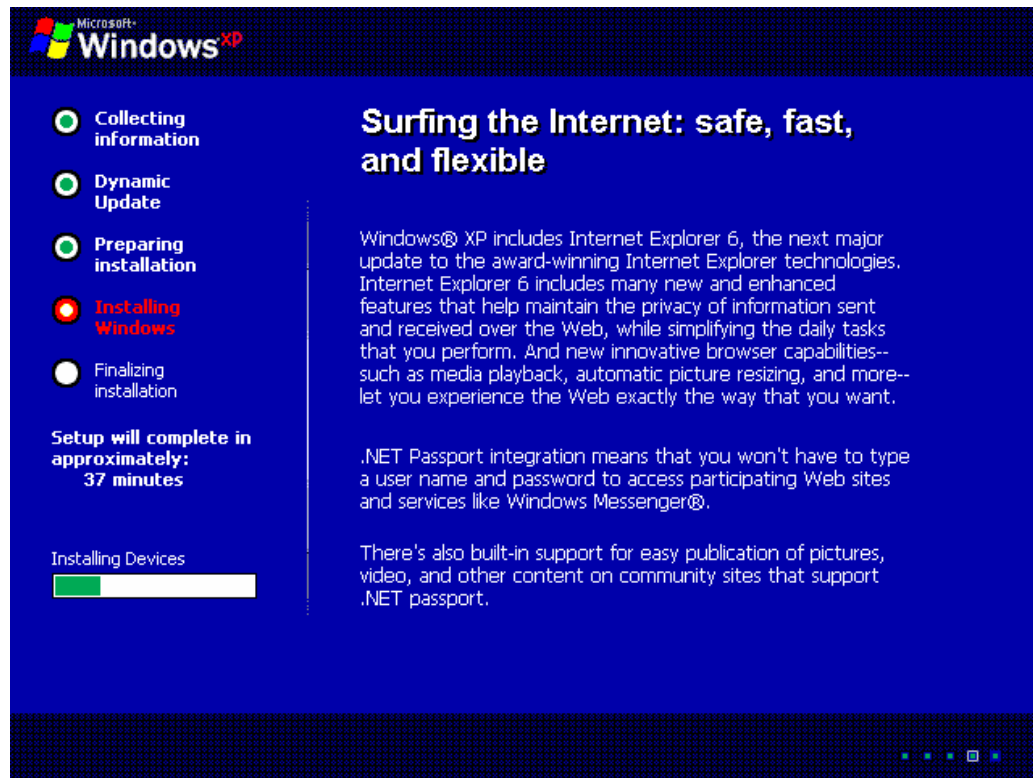 Microsoft
Windows xp
Collecting
information
Dynamic
Update
Preparing
installation
Installing
Windows
Finalizing
installation
Setup will complete in
approximately:
37 minutes
Installing Devices
Surfing the Internet: safe, fast,
and flexible
Windows® XP includes Internet Explorer 6, the next major
update to the award-winning Internet Explorer technologies.
Internet Explorer 6 includes many new and enhanced
features that help maintain the privacy of information sent
and received over the Web, while simplifying the daily tasks
that you perform. And new innovative browser capabilities--
such as media playback, automatic picture resizing, and more--
let you experience the Web exactly the way that you want.
.NET Passport integration means that you won't have to type
a user name and password to access participating Web sites
and services like Windows Messenger®.
There's also built-in support for easy publication of pictures,
video, and other content on community sites that support
.NET passport.